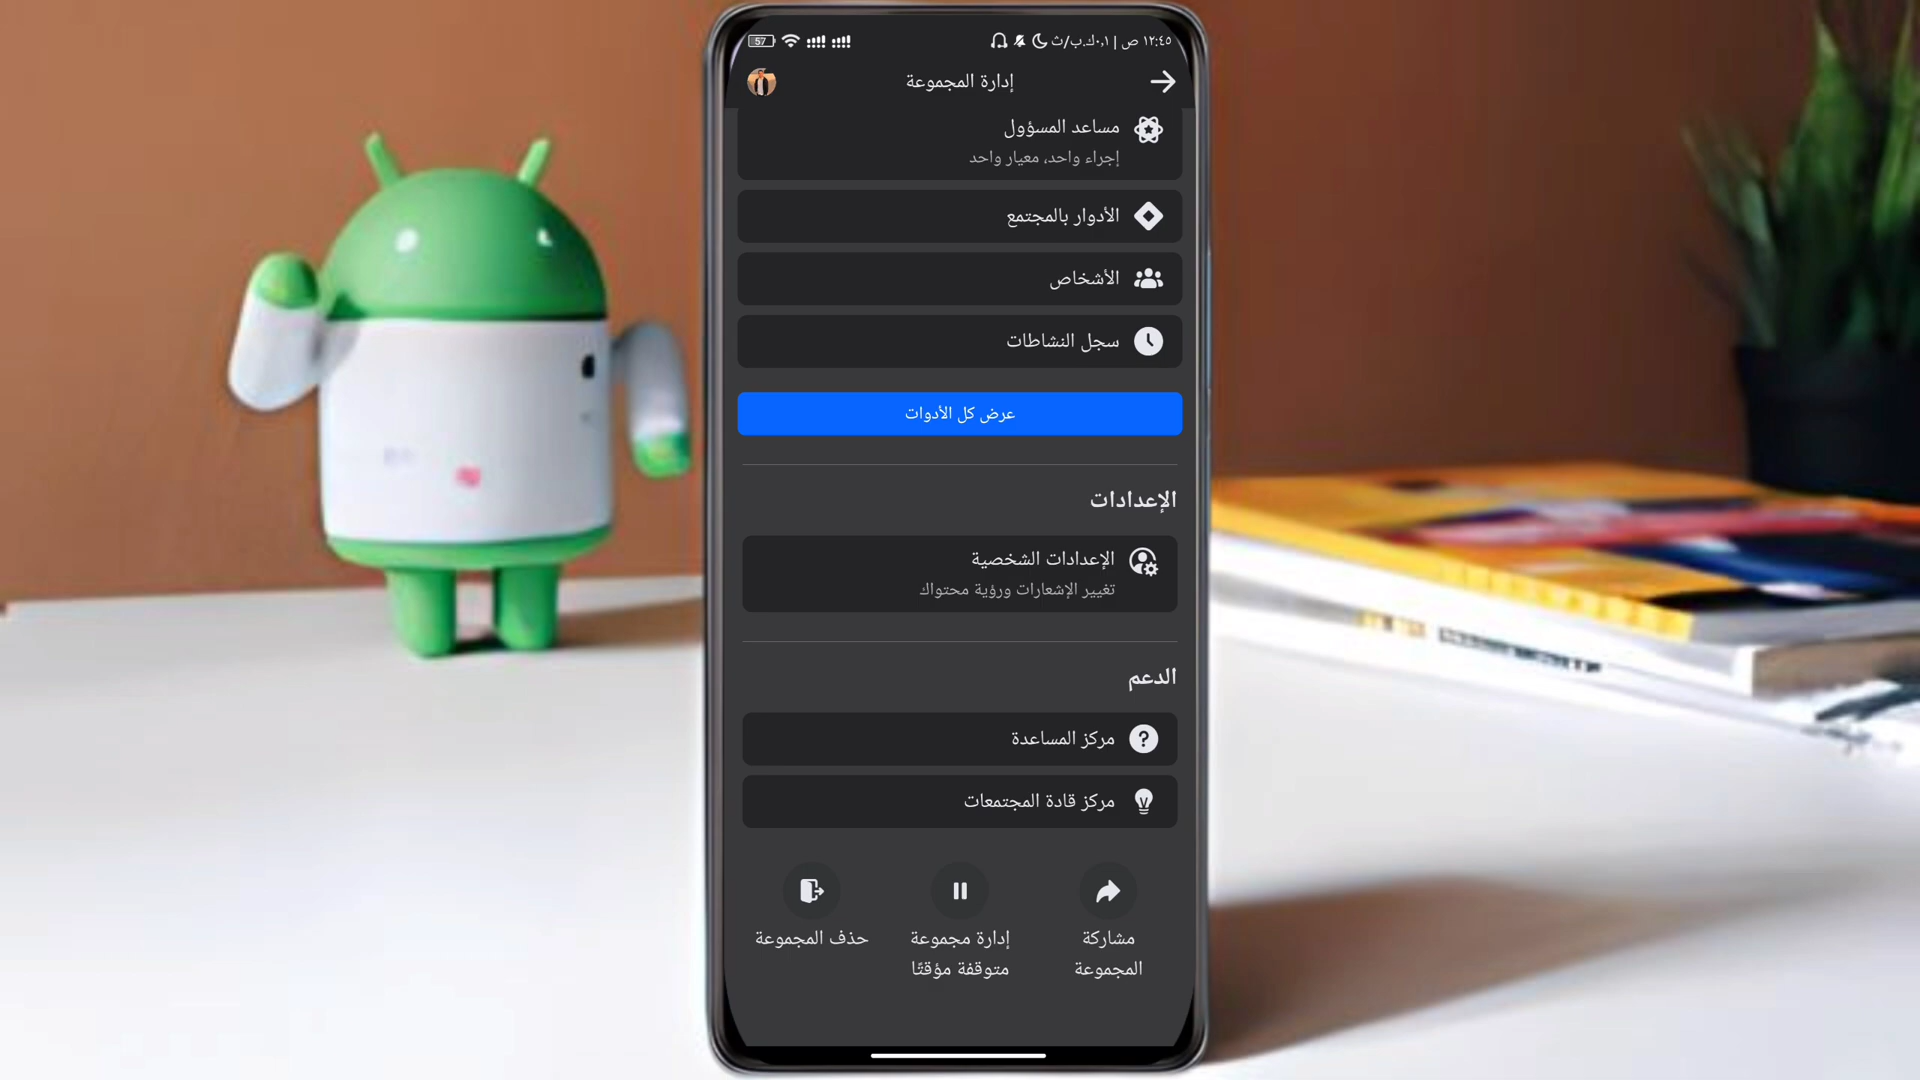 ١٢:٤٥ ص | ٠٫١ك.ب/ث
57
إدارة المجموعة
مساعد المسؤول
إجراء واحد، معيار واحد
الأدوار بالمجتمع
الأشخاص
سجل النشاطات
عرض كل الأدوات
الإعدادات
الإعدادات الشخصية
تغيير الإشعارات ورؤية محتواك
الدعم
مركز المساعدة
مركز قادة المجتمعات
مشاركة
المجموعة
إدارة مجموعة
متوقفة مؤقتًا
حذف المجموعة